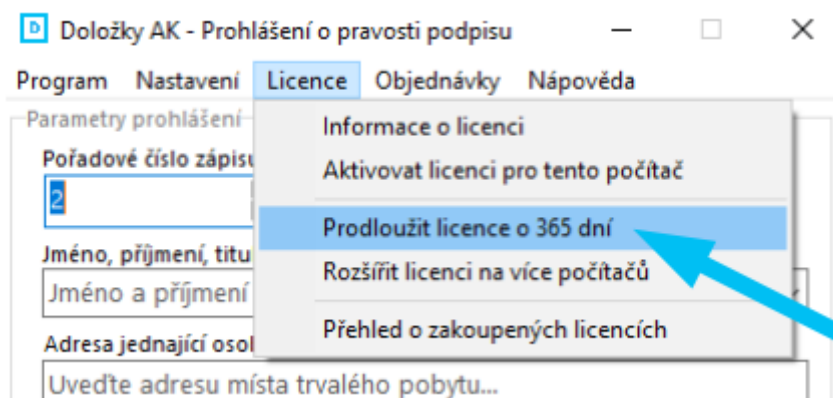 D Doložky AK - Prohlášení o pravosti podpisu
Program Nastavení Licence Objednávky Nápověda
Parametry prohlášení
Informace o licenci
Pořadové číslo zápisu
Aktivovat licenci pro tento počítač
2
Prodloužit licence o 365 dní
Jméno, příjmení, titu
Rozšířit licenci na více počítačů
Jméno a příjmení
Přehled o zakoupených licencích
Adresa jednající osob
Uveďte adresu místa trvalého pobytu...